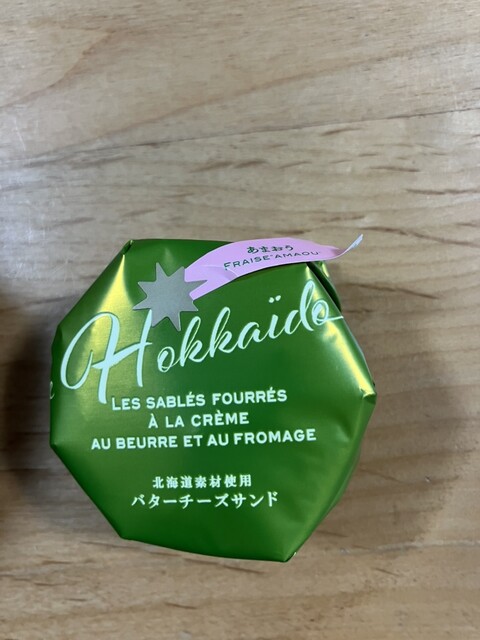 あまおう
FRAISE"AMAOU"
Hokkaïdo
LES SABLÉS FOURRÉS
À LA CRÈME
AU BEURRE ET AU FROMAGE
北海道素材使用
バターチーズサンド